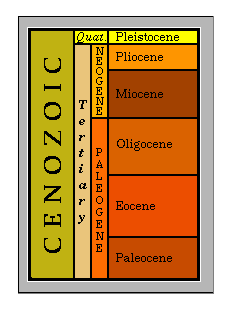 CENOZOIC
Quat.
Tertiary
NEOGENE
PALEOGENE
Pleistocene
Pliocene
Miocene
Oligocene
Eocene
Paleocene